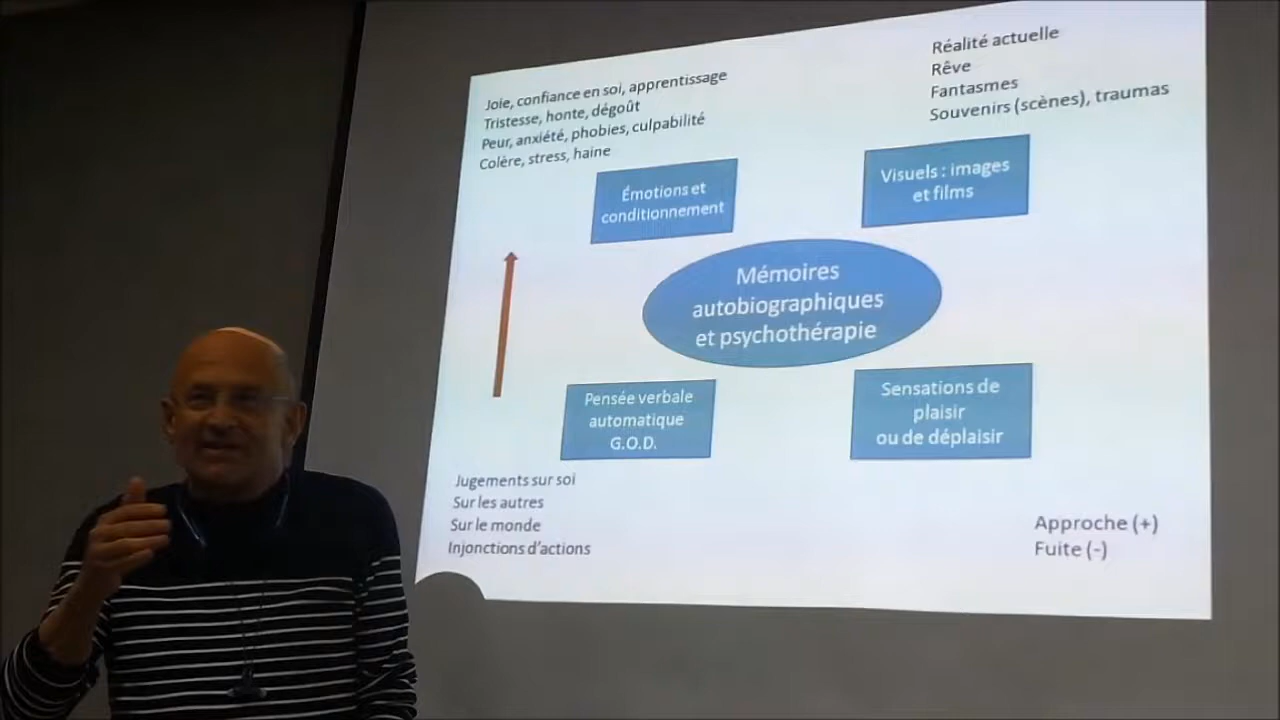 Joie, confiance en soi, apprentissage
Tristesse, honte, dégoût
Peur, anxiété, phobies, culpabilité
Colère, stress, haine
Réalité actuelle
Rêve
Fantasmes
Souvenirs (scènes), traumas
Émotions et
conditionnement
Visuels : images
et films
Mémoires
autobiographiques
et psychothérapie
Pensée verbale
automatique
G.O.D.
Sensations de
plaisir
ou de déplaisir
Jugements sur soi
Sur les autres
Sur le monde
Injonctions d'actions
Approche (+)
Fuite (-)